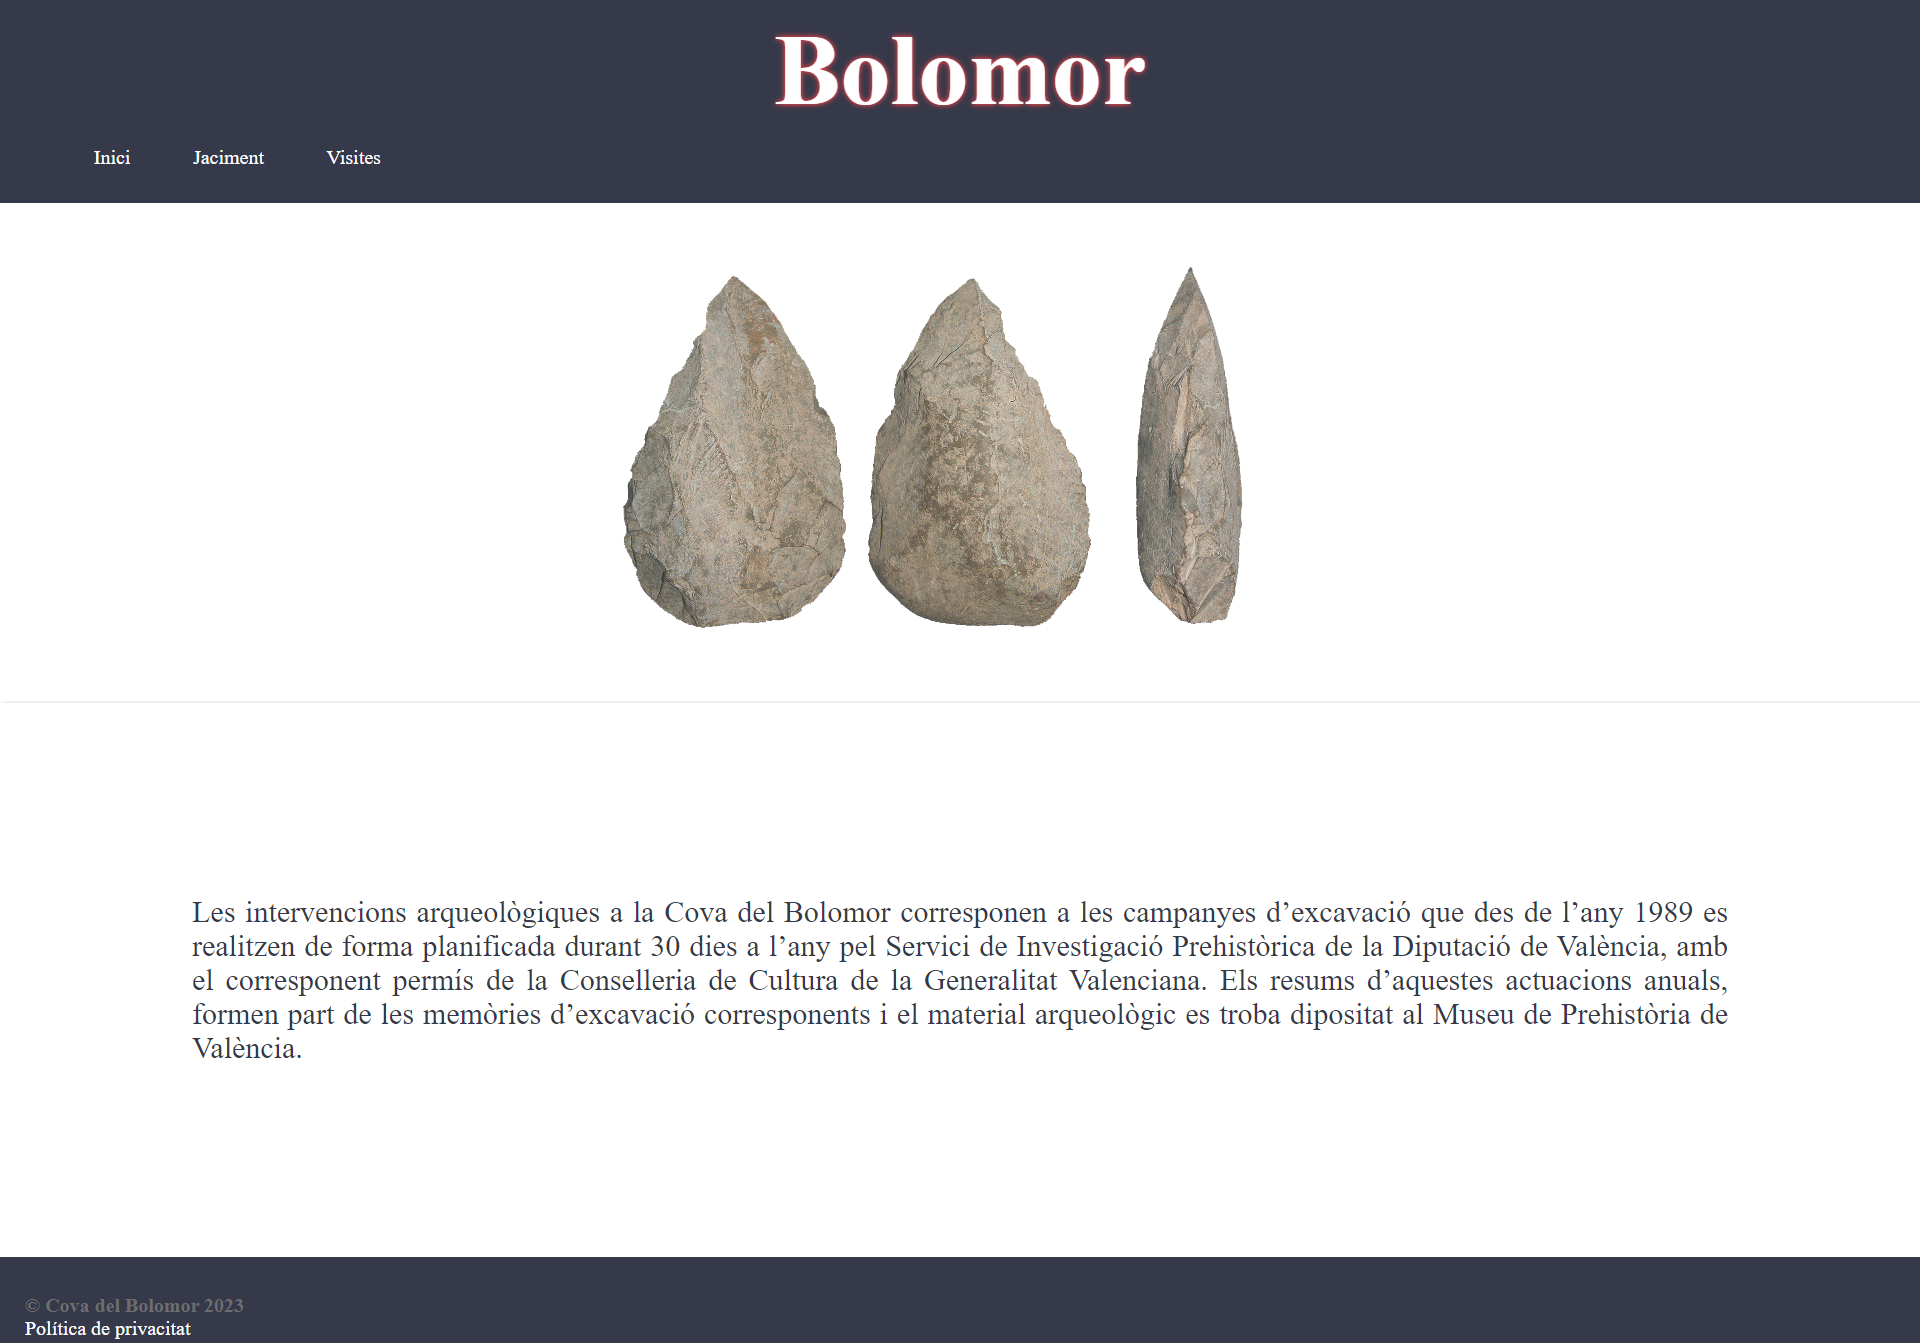 Bolomor
Inici
Jaciment
Visites
Les intervencions arqueològiques a la Cova del Bolomor corresponen a les campanyes d’excavació que des de l’any 1989 es
realitzen de forma planificada durant 30 dies a l’any pel Servici de Investigació Prehistòrica de la Diputació de València, amb
el corresponent permís de la Conselleria de Cultura de la Generalitat Valenciana. Els resums d’aquestes actuacions anuals,
formen part de les memòries d’excavació corresponents i el material arqueològic es troba dipositat al Museu de Prehistòria de
València.
© Cova del Bolomor 2023
Política de privacitat